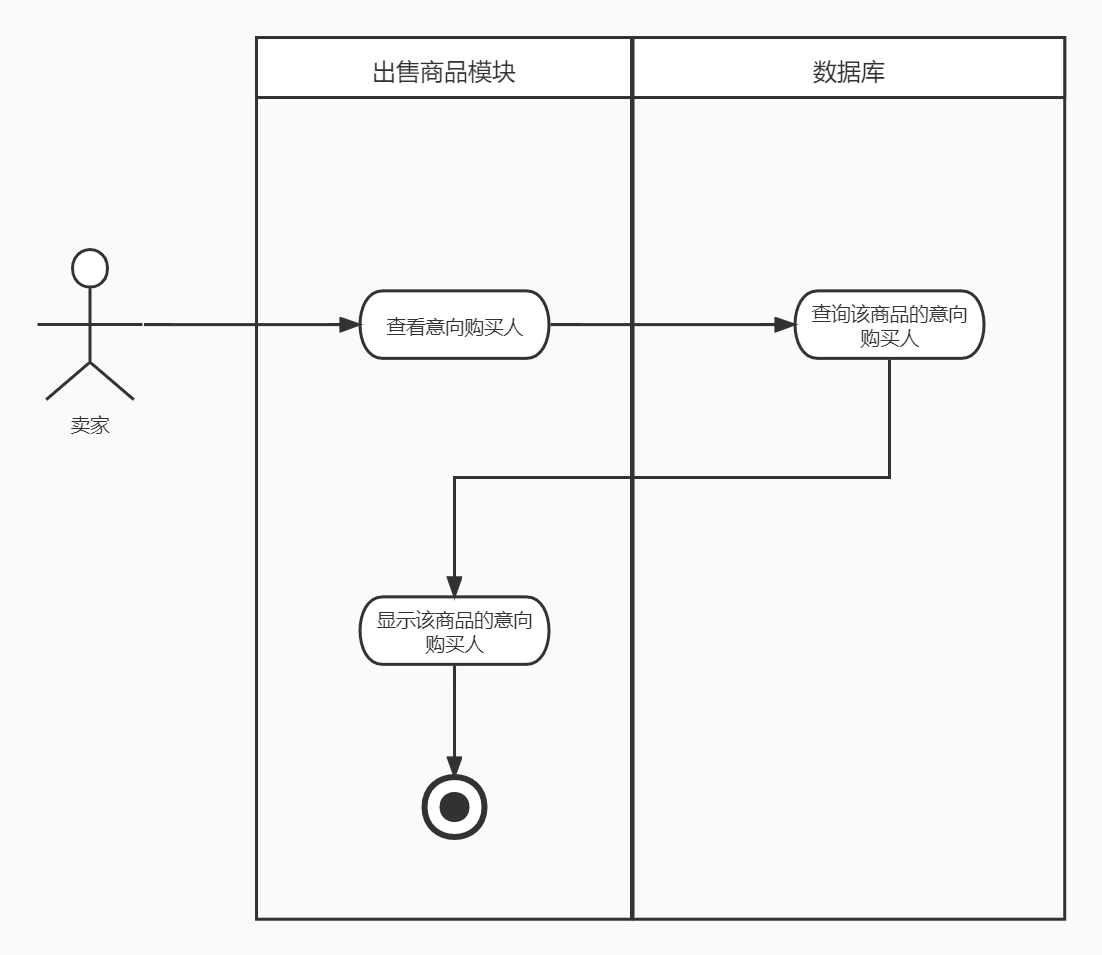 出售商品模块
数据库
查看意向购买人
查询该商品的意向
购买人
卖家
显示该商品的意向
购买人